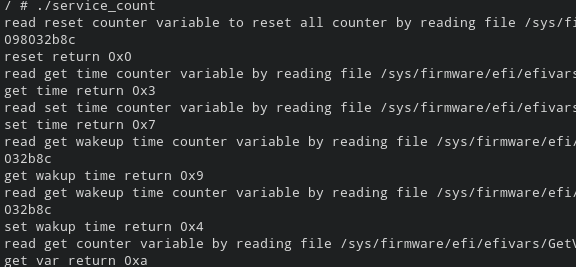 / # ./service_count
read reset counter variable to reset all counter by reading file /sys/fi
098032b8c
reset return 0x0
read get time counter variable by reading file /sys/firmware/efi/efivars
get time return 0x3
read set time counter variable by reading file /sys/firmware/efi/efivars
set time return 0x7
read get wakeup time counter variable by reading file /sys/firmware/efi/
032b8c
get wakup time return 0x9
read get wakeup time counter variable by reading file /sys/firmware/efi/
032b8c
set wakup time return 0x4
read get counter variable by reading file /sys/firmware/efi/efivars/GetV
get var return 0xa